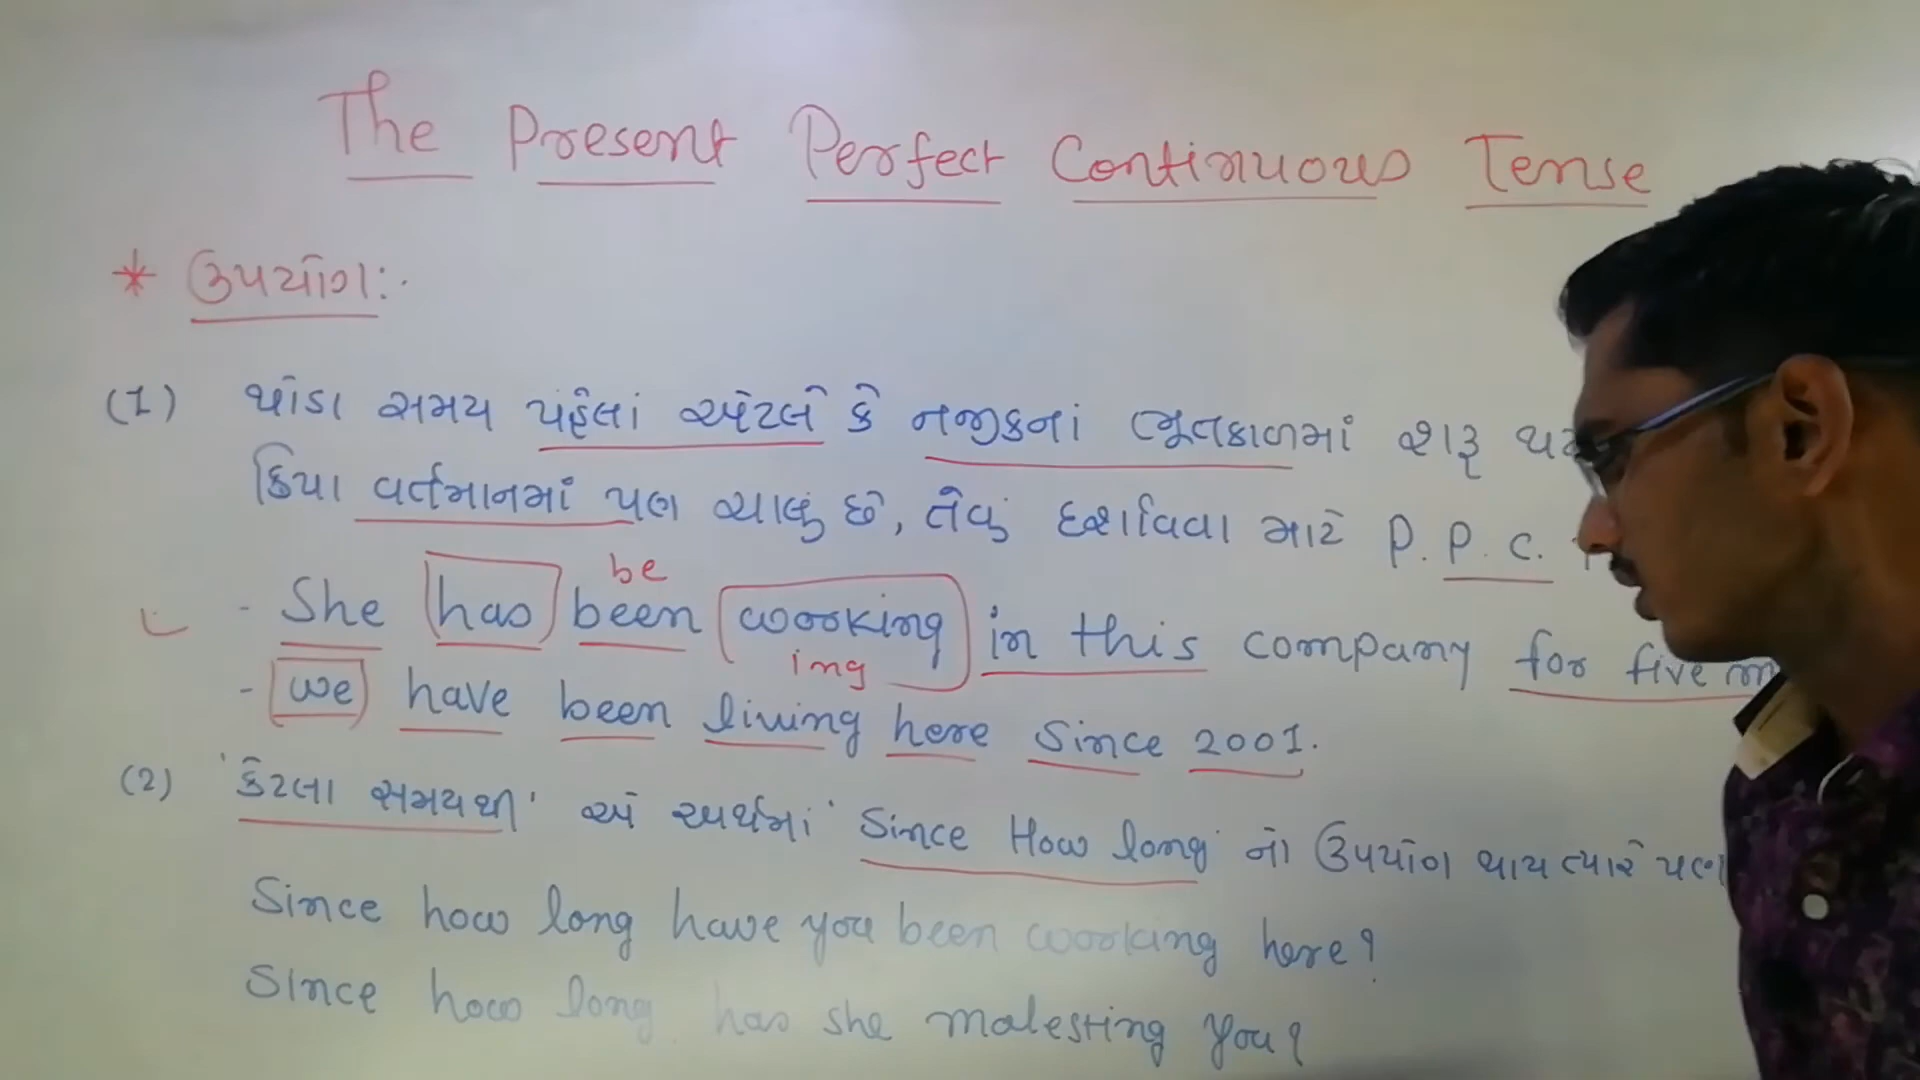 The Present Perfect Continuous Tense
* ઉપયોગ:-
(1) થોડા સમય પહેલાં એટલે કે નજીકનાં ભૂતકાળમાં શરૂ
ક્રિયા વર્તમાનમાં પણ ચાલું છે, તેવું દર્શાવવા માટે P. P. C.
be
- She has been working in this company for five
ing
- we have been living here since 2001.
(2) 'કેટલા સમયથી' એ અર્થમાં 'Since How long' નો ઉપયોગ થાય ત્યારે પણ
Since how long have you been working here?
Since how long has she malesting you?